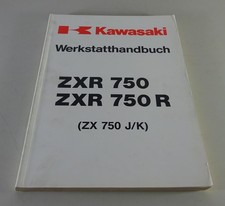 Kawasaki
Werkstatthandbuch
ZXR 750
ZXR 750 R
(ZX 750 J/K)